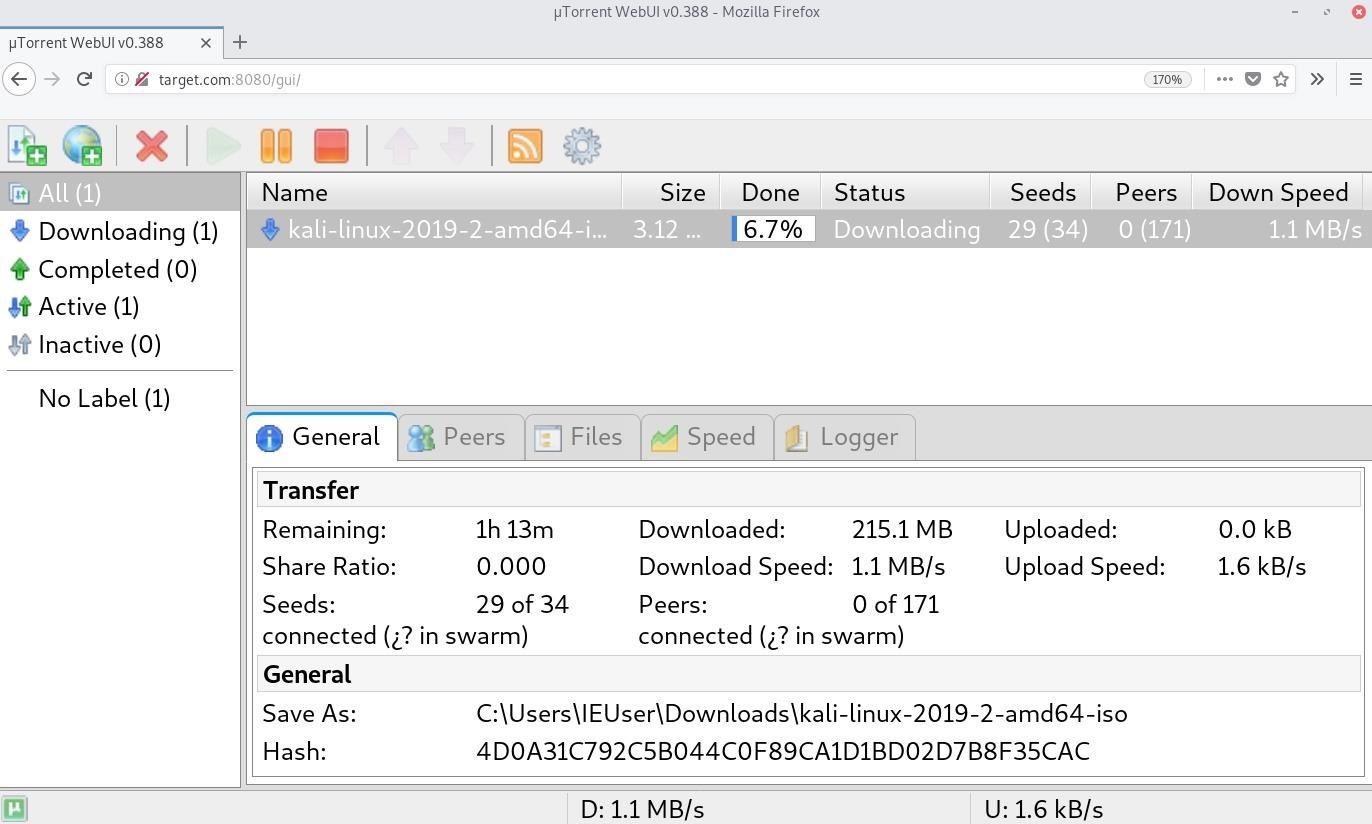 µTorrent WebUI v0.388 - Mozilla Firefox
µTorrent WebUI v0.388
target.com:8080/gui/
170%
All (1)
Downloading (1)
Completed (0)
Active (1)
Inactive (0)
No Label (1)
Name Size Done Status Seeds Peers Down Speed
kali-linux-2019-2-amd64-i... 3.12 ... 6.7% Downloading 29 (34) 0 (171) 1.1 MB/s
General Peers Files Speed Logger
Transfer
Remaining: 1h 13m Downloaded: 215.1 MB Uploaded: 0.0 kB
Share Ratio: 0.000 Download Speed: 1.1 MB/s Upload Speed: 1.6 kB/s
Seeds: 29 of 34 Peers: 0 of 171
connected (¿? in swarm) connected (¿? in swarm)
General
Save As: C:\Users\IEUser\Downloads\kali-linux-2019-2-amd64-iso
Hash: 4D0A31C792C5B044C0F89CA1D1BD02D7B8F35CAC
D: 1.1 MB/s U: 1.6 kB/s